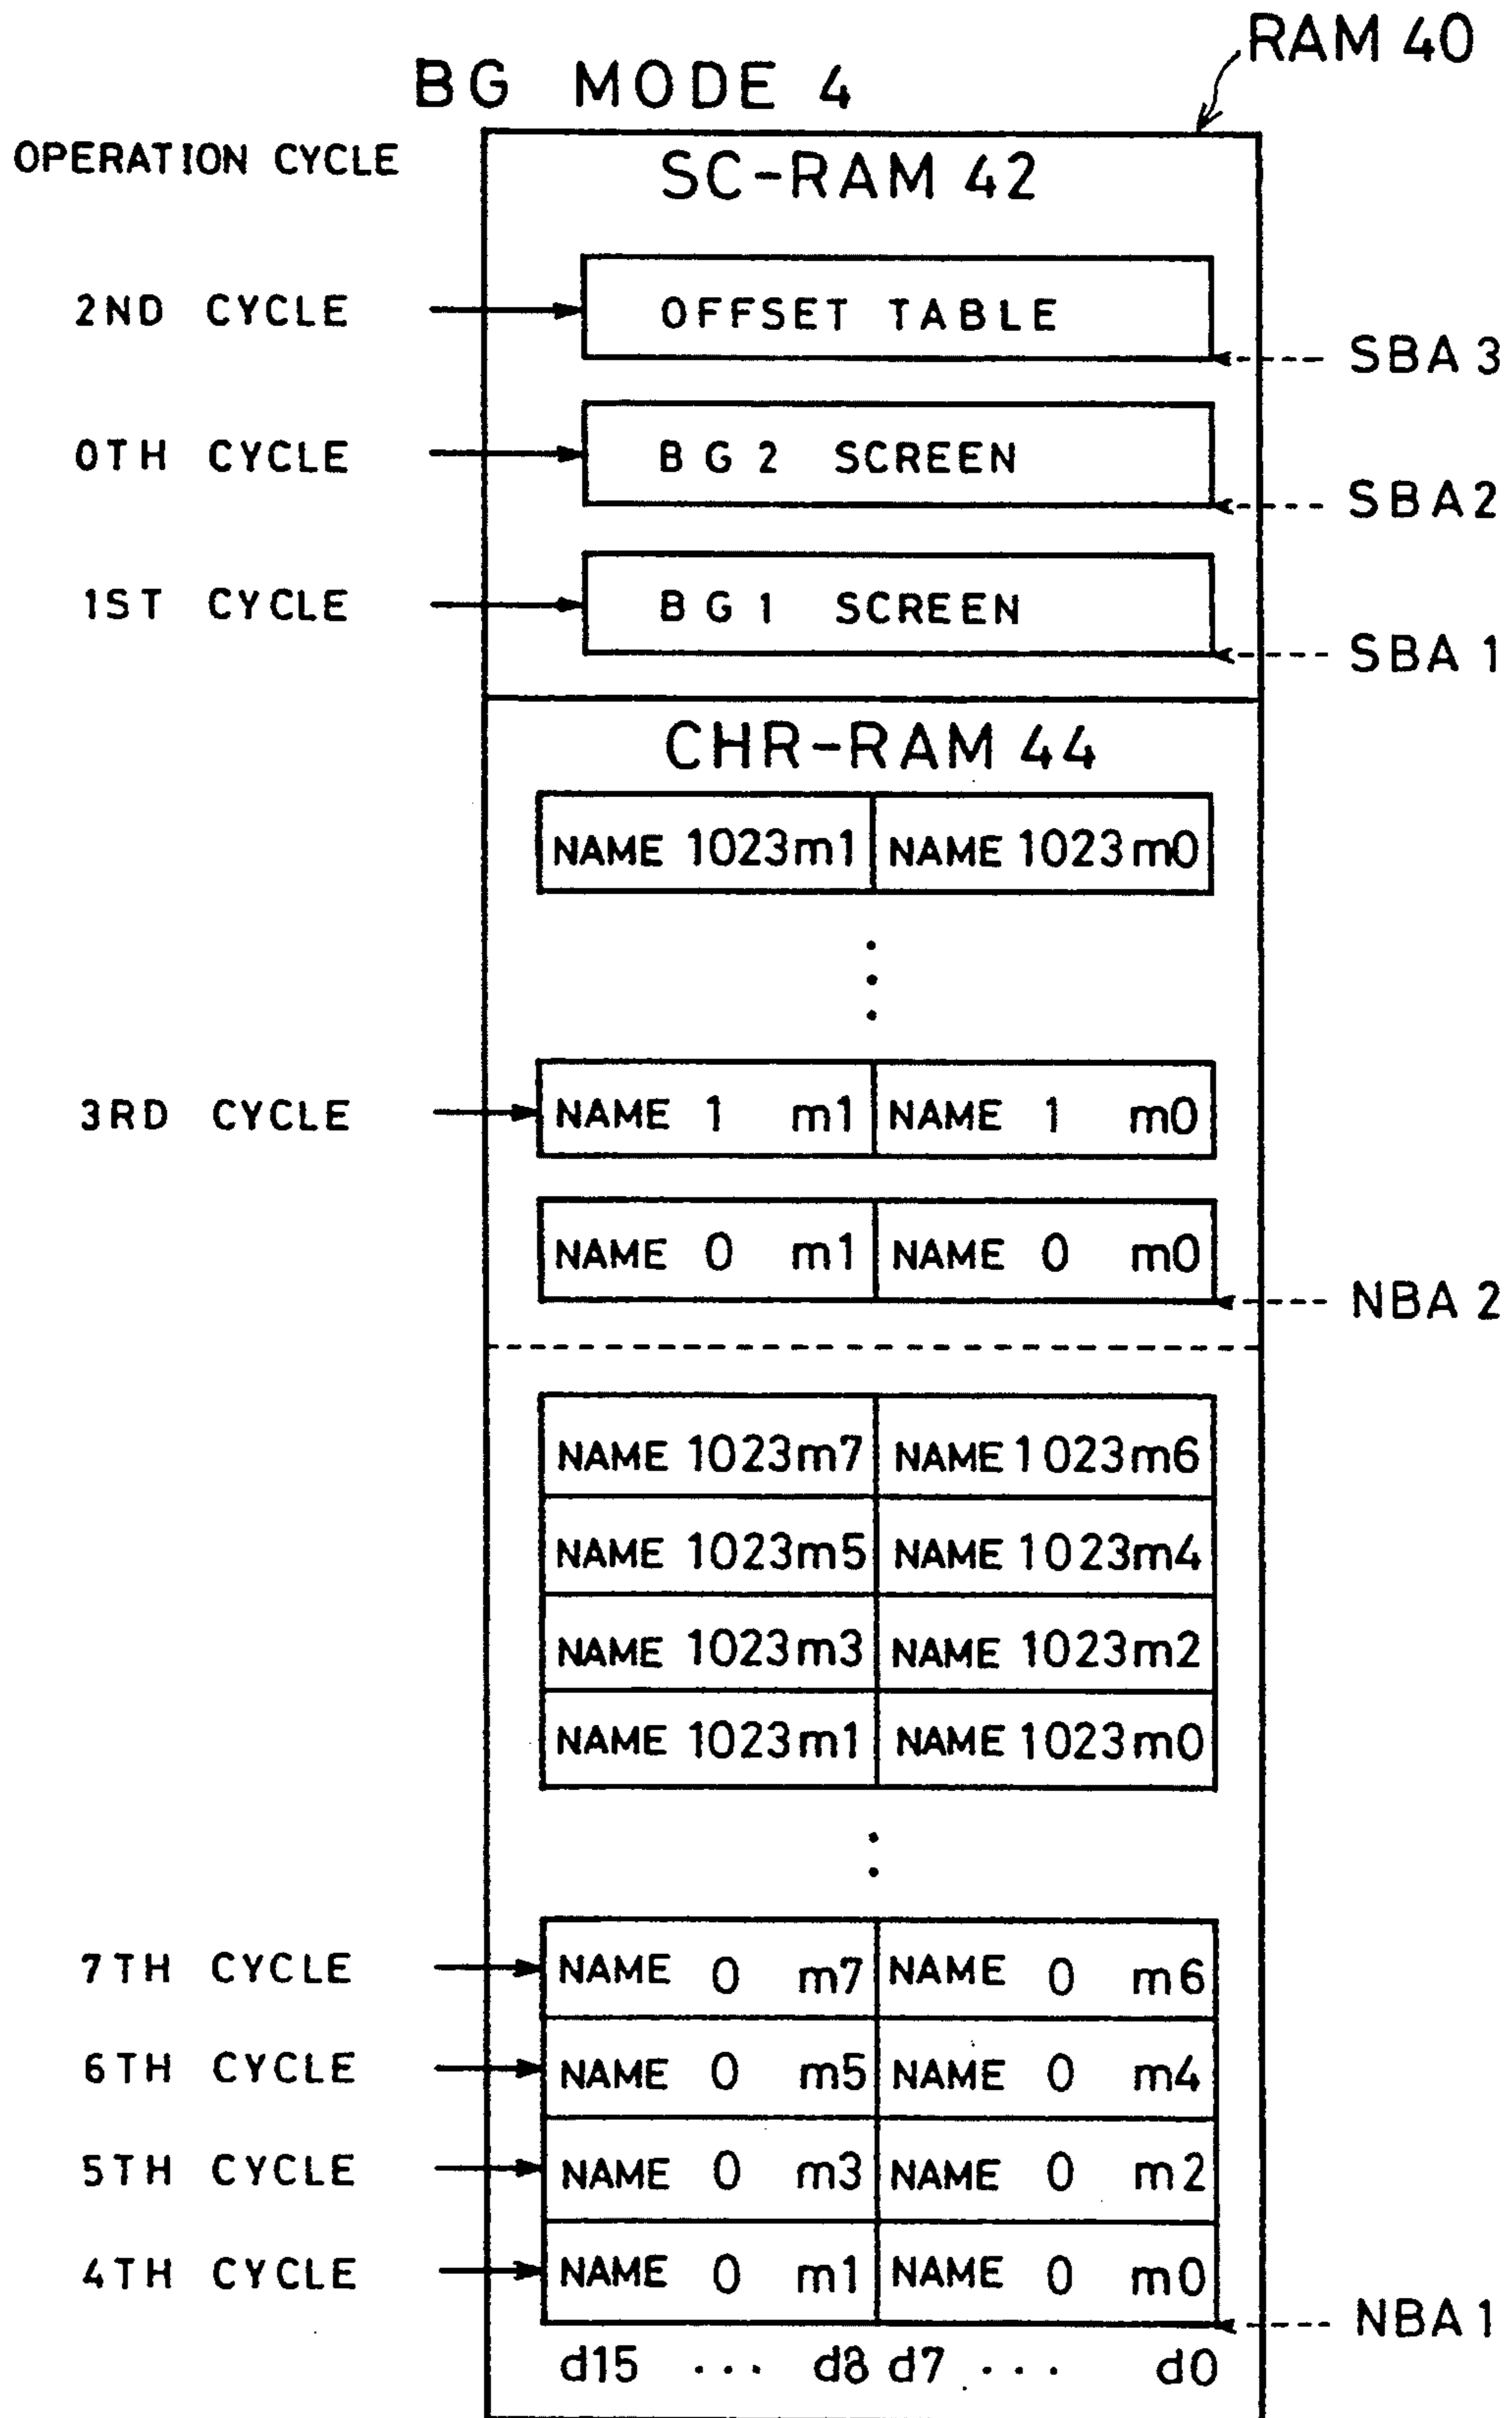 RAM 40
BG MODE 4
OPERATION CYCLE
SC-RAM 42
2ND CYCLE
OFFSET TABLE
SBA 3
0TH CYCLE
BG 2 SCREEN
SBA 2
1ST CYCLE
BG 1 SCREEN
SBA 1
CHR-RAM 44
NAME 1023m1 NAME 1023m0
3RD CYCLE
NAME 1 m1 NAME 1 m0
NAME 0 m1 NAME 0 m0
NBA 2
NAME 1023m7 NAME 1023m6
NAME 1023m5 NAME 1023m4
NAME 1023m3 NAME 1023m2
NAME 1023m1 NAME 1023m0
7TH CYCLE
NAME 0 m7 NAME 0 m6
6TH CYCLE
NAME 0 m5 NAME 0 m4
5TH CYCLE
NAME 0 m3 NAME 0 m2
4TH CYCLE
NAME 0 m1 NAME 0 m0
NBA 1
d15 ... d8 d7 ... d0